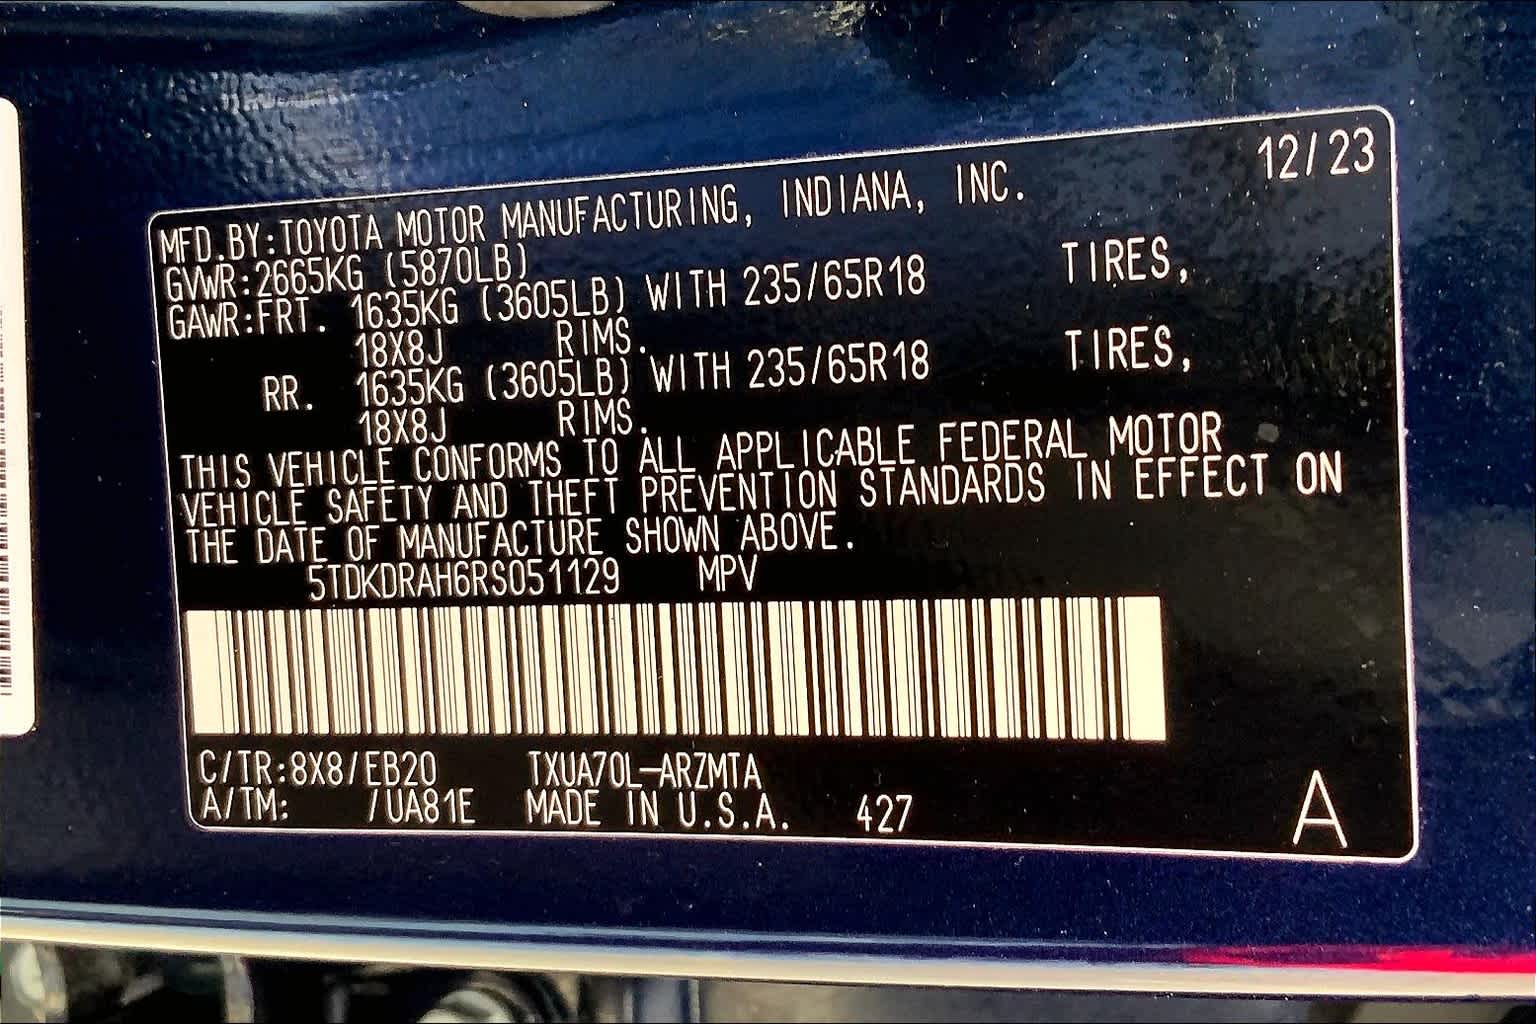 12/23
MFD.BY:TOYOTA MOTOR MANUFACTURING, INDIANA, INC.
GVWR:2665KG (5870LB)
GAWR:FRT. 1635KG (3605LB) WITH 235/65R18 TIRES,
18X8J RIMS.
RR. 1635KG (3605LB) WITH 235/65R18 TIRES,
18X8J RIMS.
THIS VEHICLE CONFORMS TO ALL APPLICABLE FEDERAL MOTOR
VEHICLE SAFETY AND THEFT PREVENTION STANDARDS IN EFFECT ON
THE DATE OF MANUFACTURE SHOWN ABOVE.
5TDKDRAH6RS051129 MPV
C/TR:8X8/EB20 TXUA70L-ARZMTA
A/TM: /UA81E MADE IN U.S.A. 427 A